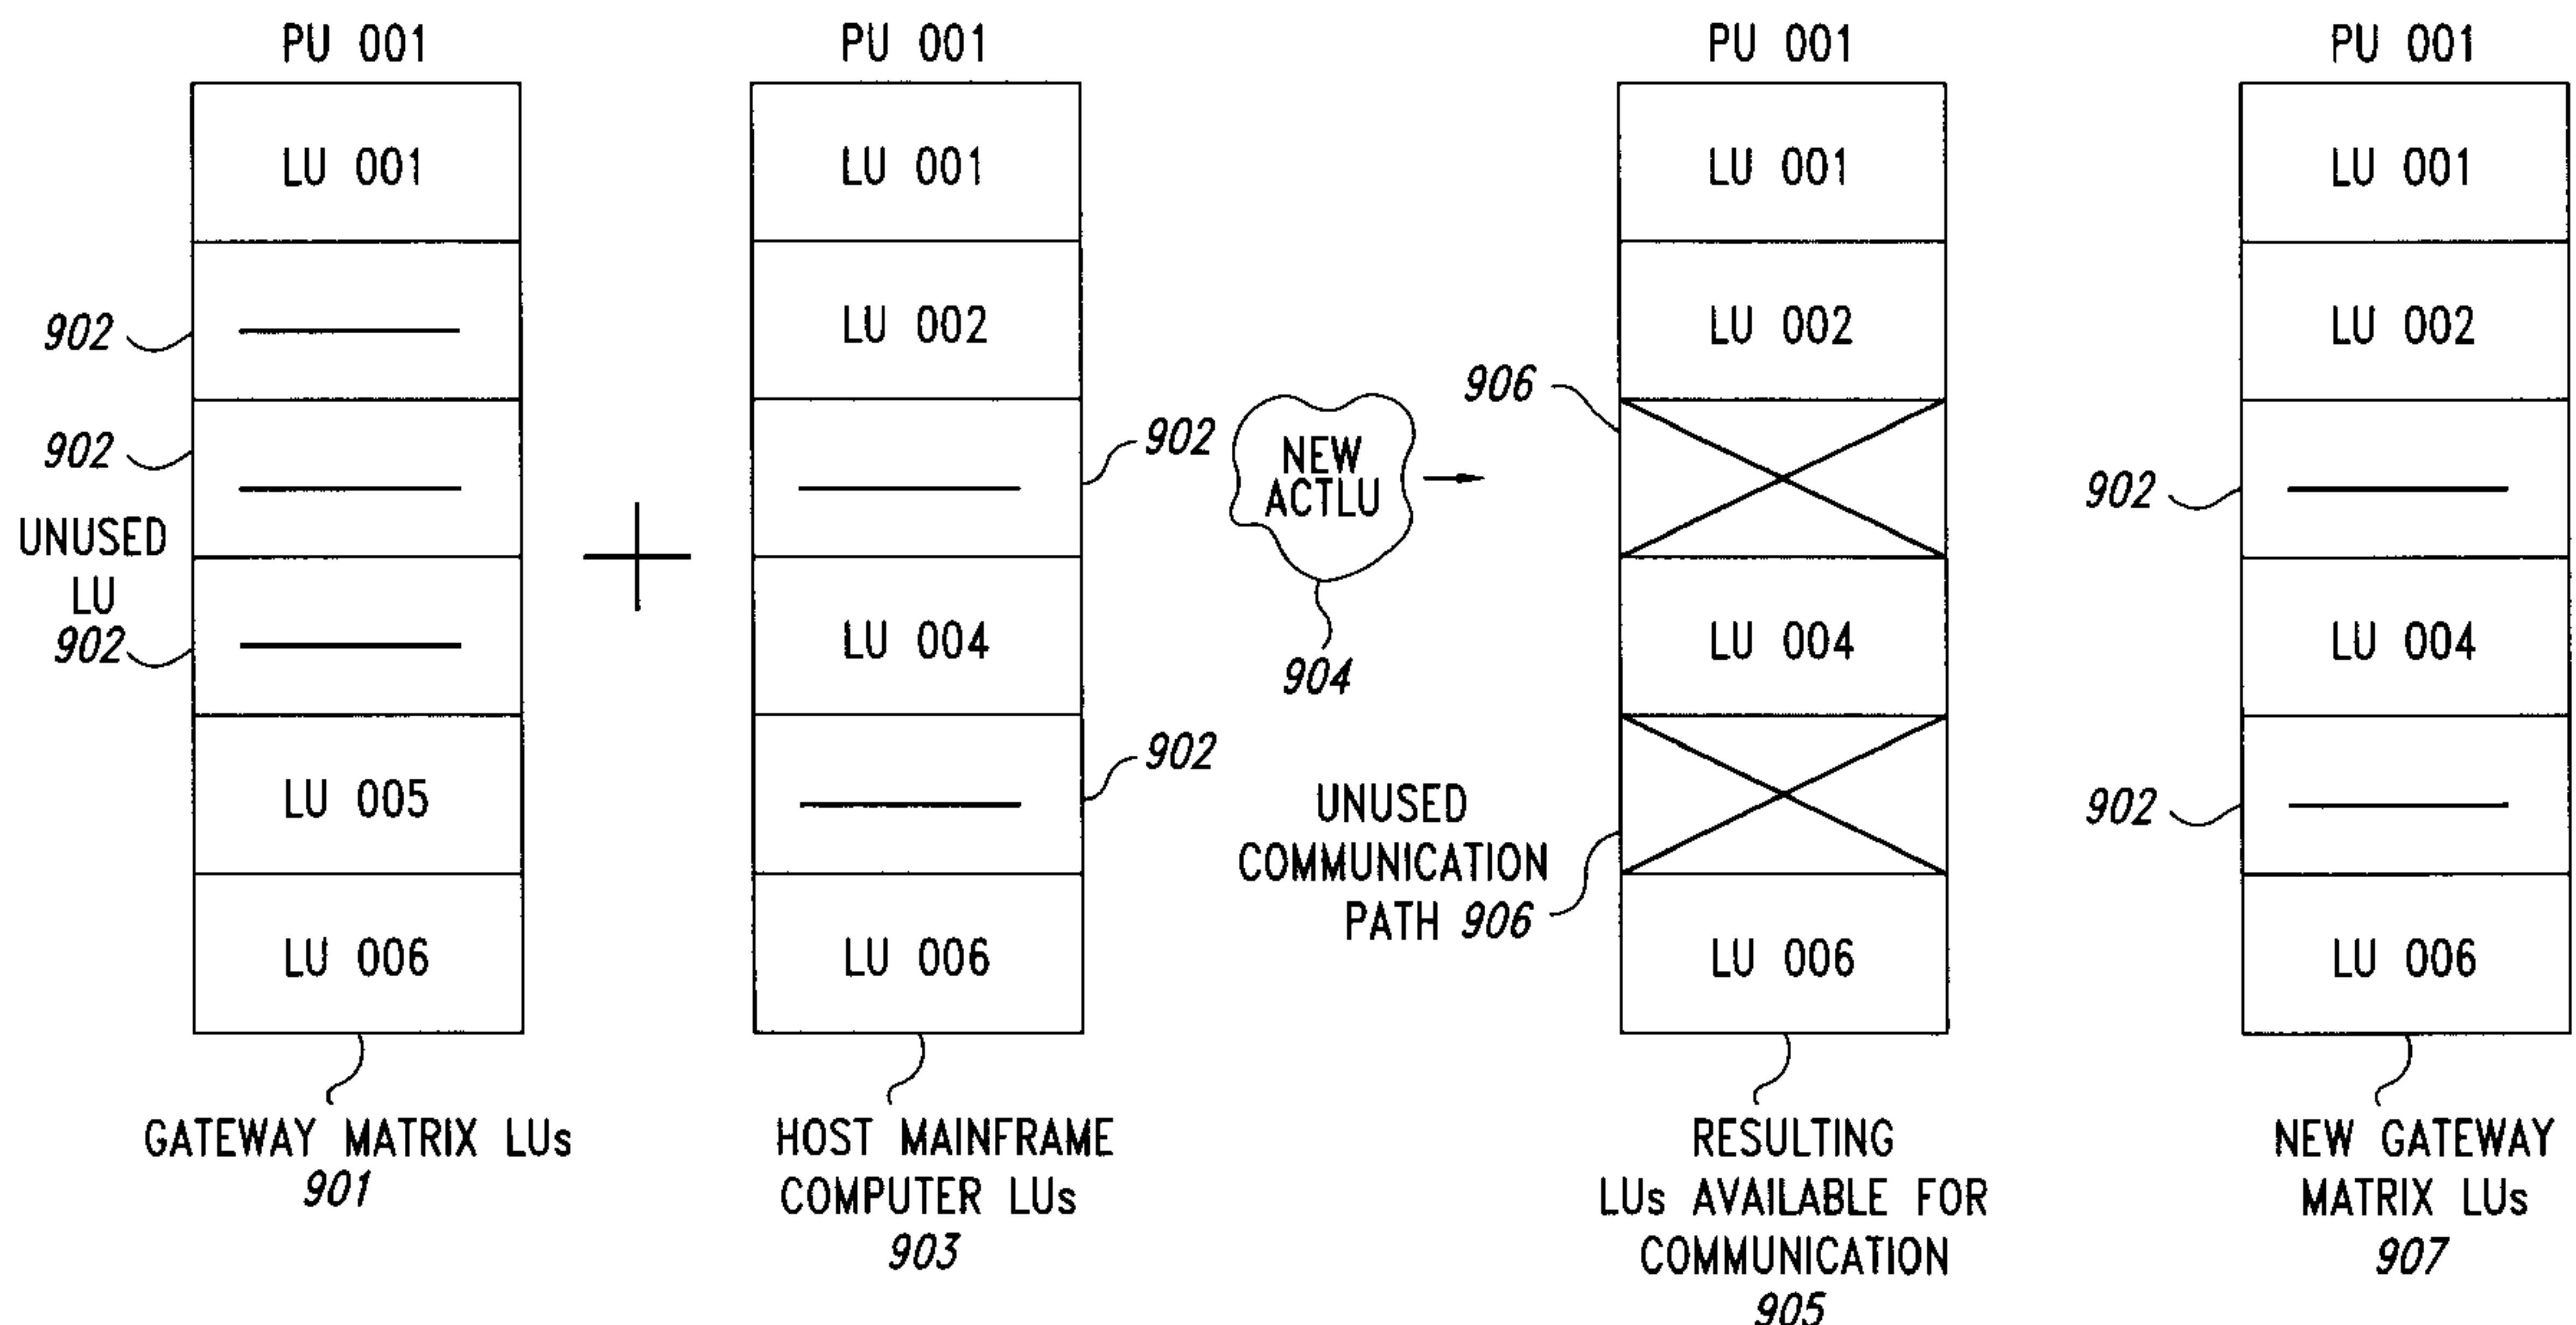 PU 001
LU 001
902
902
UNUSED
LU
902
LU 005
LU 006
GATEWAY MATRIX LUs
901
PU 001
LU 001
LU 002
902
LU 004
902
LU 006
HOST MAINFRAME
COMPUTER LUs
903
NEW
ACTLU
904
PU 001
LU 001
LU 002
906
LU 004
UNUSED
COMMUNICATION
PATH 906
LU 006
RESULTING
LUs AVAILABLE FOR
COMMUNICATION
905
PU 001
LU 001
LU 002
902
LU 004
902
LU 006
NEW GATEWAY
MATRIX LUs
907